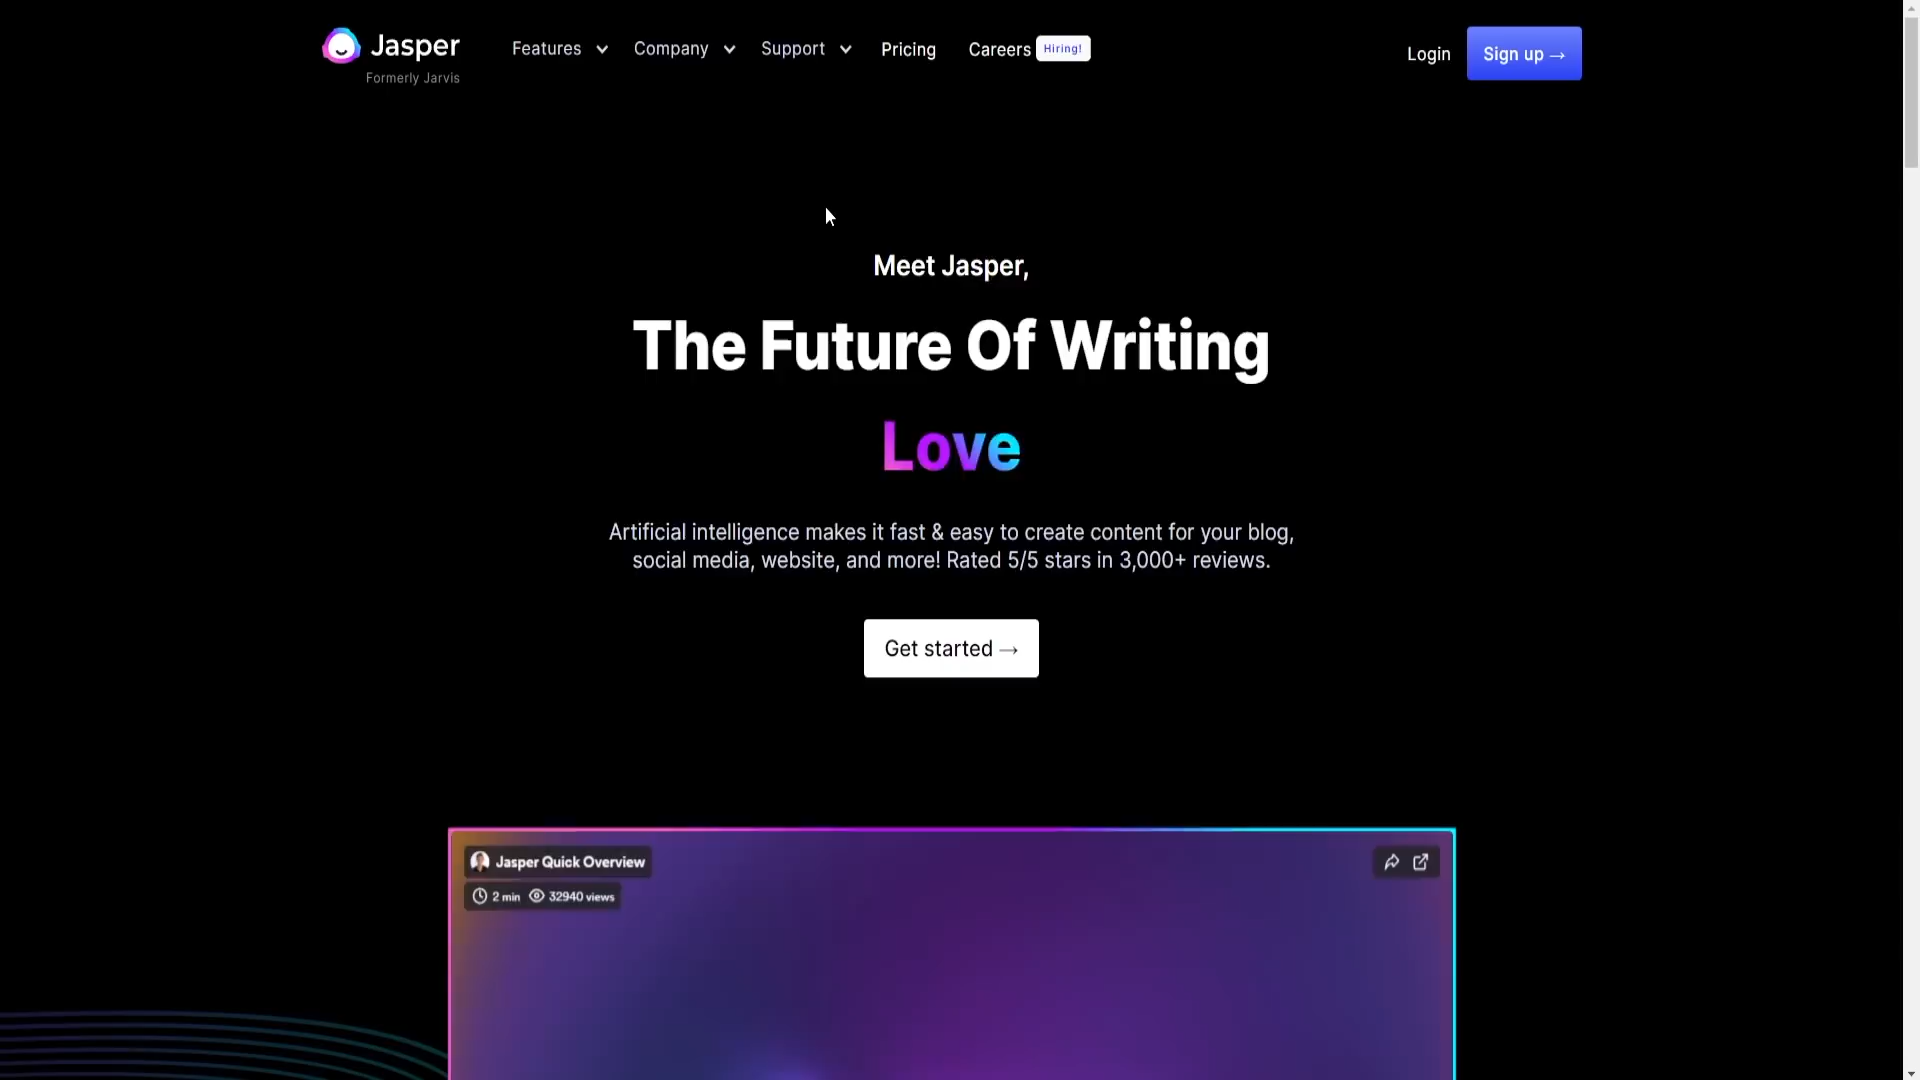 Jasper
Formerly Jarvis
Features
Company
Support
Pricing
Careers
Hiring!
Login
Sign up →
Meet Jasper,
The Future Of Writing
Love
Artificial intelligence makes it fast & easy to create content for your blog,
social media, website, and more! Rated 5/5 stars in 3,000+ reviews.
Get started →
Jasper Quick Overview
2 min 32940 views